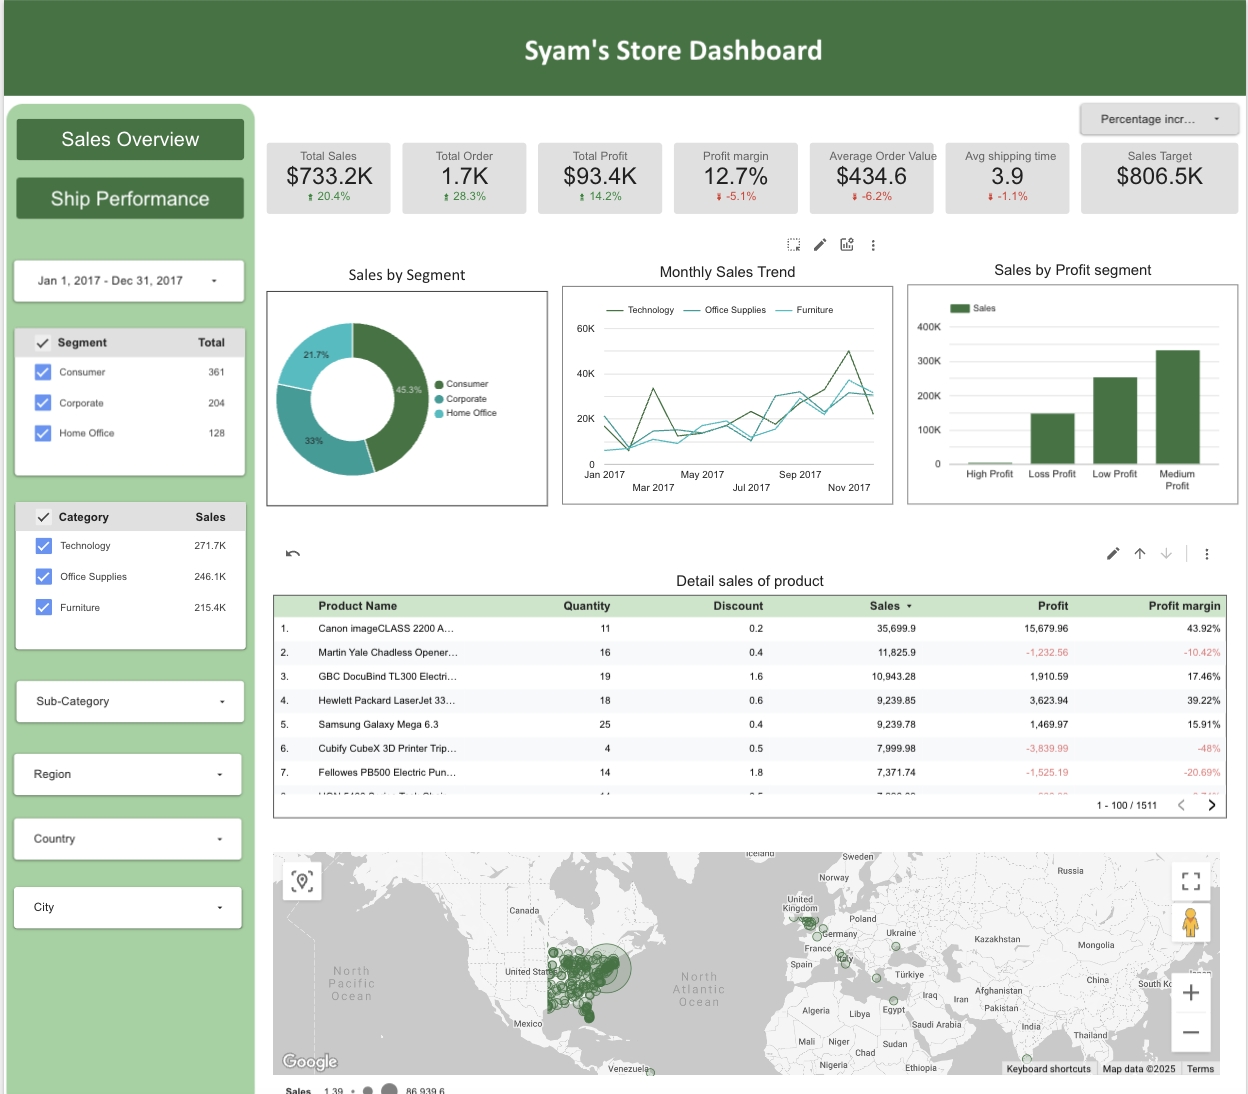 Syam's Store Dashboard
Percentage incr...
Sales Overview
Ship Performance
Total Sales
$733.2K
20.4%
Total Order
1.7K
28.3%
Total Profit
$93.4K
14.2%
Profit margin
12.7%
-5.1%
Average Order Value
$434.6
-6.2%
Avg shipping time
3.9
-1.1%
Sales Target
$806.5K
Jan 1, 2017 - Dec 31, 2017
Segment Total
Consumer 361
Corporate 204
Home Office 128
Category Sales
Technology 271.7K
Office Supplies 246.1K
Furniture 215.4K
Sub-Category
Region
Country
City
Sales by Segment
21.7%
45.3%
33%
Consumer
Corporate
Home Office
Monthly Sales Trend
Technology Office Supplies Furniture
60K
40K
20K
0
Jan 2017 May 2017 Sep 2017
Mar 2017 Jul 2017 Nov 2017
Sales by Profit segment
Sales
400K
300K
200K
100K
0
High Profit Loss Profit Low Profit Medium Profit
Detail sales of product
Product Name Quantity Discount Sales Profit Profit margin
1. Canon imageCLASS 2200 A... 11 0.2 35,699.9 15,679.96 43.92%
2. Martin Yale Chadless Opener... 16 0.4 11,825.9 -1,232.56 -10.42%
3. GBC DocuBind TL300 Electri... 19 1.6 10,943.28 1,910.59 17.46%
4. Hewlett Packard LaserJet 33... 18 0.6 9,239.85 3,623.94 39.22%
5. Samsung Galaxy Mega 6.3 25 0.4 9,239.78 1,469.97 15.91%
6. Cubify CubeX 3D Printer Trip... 4 0.5 7,999.98 -3,839.99 -48%
7. Fellowes PB500 Electric Pun... 14 1.8 7,371.74 -1,525.19 -20.69%
1 - 100 / 1511
Iceland
Sweden
Norway
Russia
United Kingdom
Canada
Poland
Germany
Ukraine
Kazakhstan
Mongolia
France
Italy
Spain
Türkiye
United States
North Pacific Ocean
North Atlantic Ocean
China
South Ko
Afghanistan
Iraq
Iran
Pakistan
Algeria
Libya
Egypt
Saudi Arabia
India
Thailand
Mexico
Mali
Niger
Chad
Sudan
Nigeria
Ethiopia
Venezuela
Google
Keyboard shortcuts Map data ©2025 Terms
Sales 1.39 86,939.6